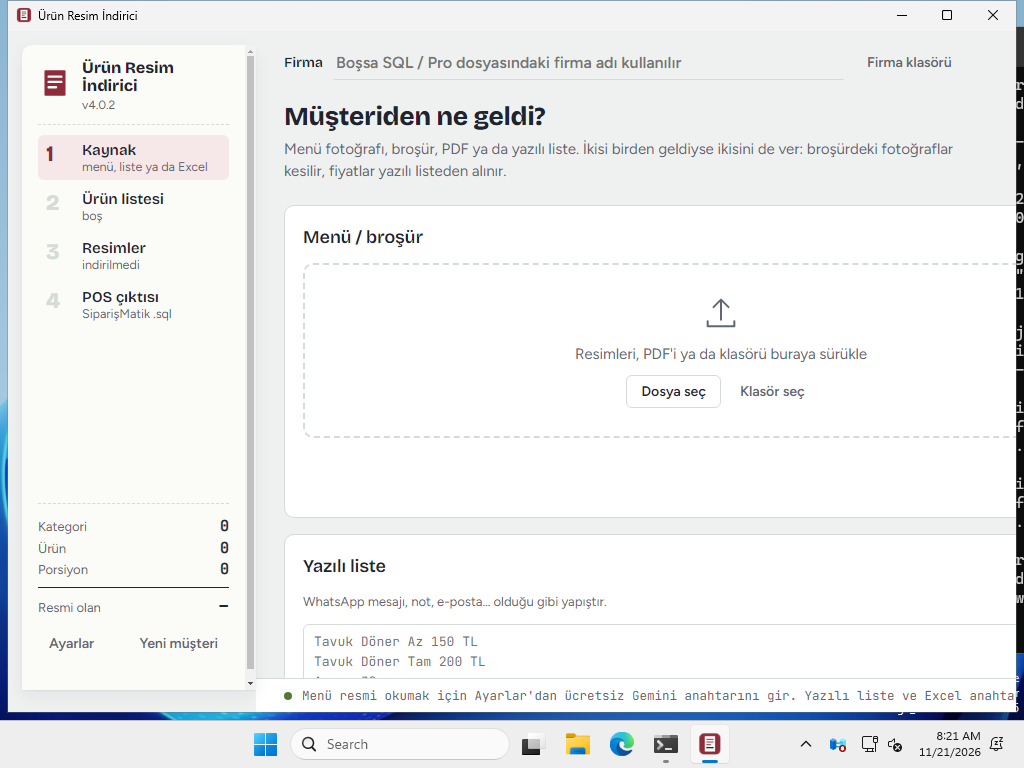 Ürün Resim İndirici
Ürün Resim
İndirici
v4.0.2
1 Kaynak
menü, liste ya da Excel
2 Ürün listesi
boş
3 Resimler
indirilmedi
4 POS çıktısı
SiparişMatik .sql
Kategori 0
Ürün 0
Porsiyon 0
Resmi olan –
Ayarlar Yeni müşteri
Firma Boşsa SQL / Pro dosyasındaki firma adı kullanılır Firma klasörü
Müşteriden ne geldi?
Menü fotoğrafı, broşür, PDF ya da yazılı liste. İkisi birden geldiyse ikisini de ver: broşürdeki fotoğraflar
kesilir, fiyatlar yazılı listeden alınır.
Menü / broşür
Resimleri, PDF'i ya da klasörü buraya sürükle
Dosya seç Klasör seç
Yazılı liste
WhatsApp mesajı, not, e-posta... olduğu gibi yapıştır.
Tavuk Döner Az 150 TL
Tavuk Döner Tam 200 TL
Menü resmi okumak için Ayarlar'dan ücretsiz Gemini anahtarını gir. Yazılı liste ve Excel anahta
Search
8:21 AM
11/21/2026